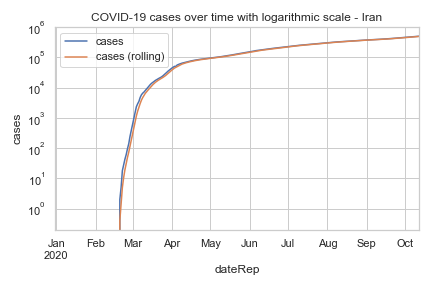 COVID-19 cases over time with logarithmic scale - Iran
cases
cases (rolling)
10^6
10^5
10^4
10^3
10^2
10^1
10^0
cases
Jan Feb Mar Apr May Jun Jul Aug Sep Oct
2020
dateRep